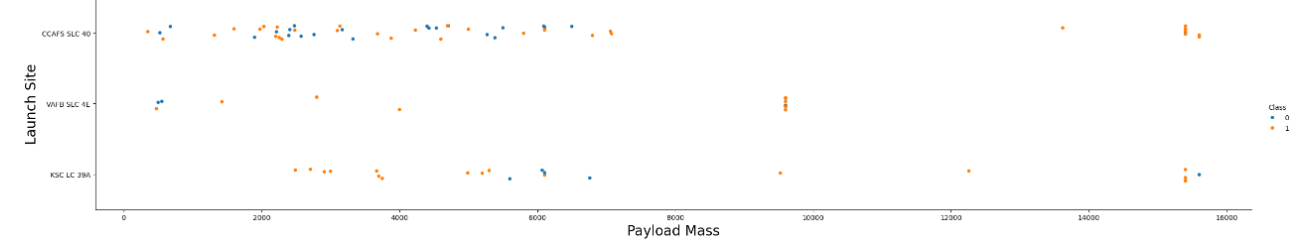 CCAFS SLC 40
VAFB SLC 4E
KSC LC 39A
Launch Site
0 2000 4000 6000 8000 10000 12000 14000 16000
Payload Mass
Class
0
1